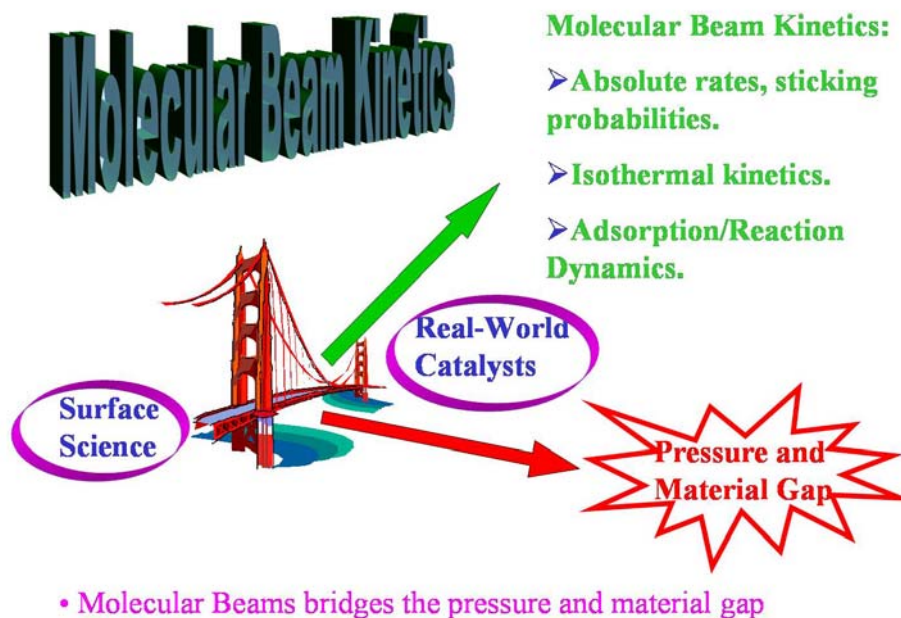 Molecular Beam Kinetics
Molecular Beam Kinetics:
➢Absolute rates, sticking
probabilities.
➢Isothermal kinetics.
➢Adsorption/Reaction
Dynamics.
Real-World
Catalysts
Surface
Science
Pressure and
Material Gap
• Molecular Beams bridges the pressure and material gap